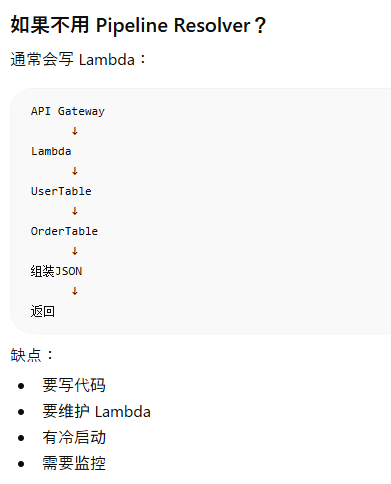 如果不用 Pipeline Resolver？
通常会写 Lambda：
API Gateway
↓
Lambda
↓
UserTable
↓
OrderTable
↓
组装JSON
↓
返回
缺点：
• 要写代码
• 要维护 Lambda
• 有冷启动
• 需要监控